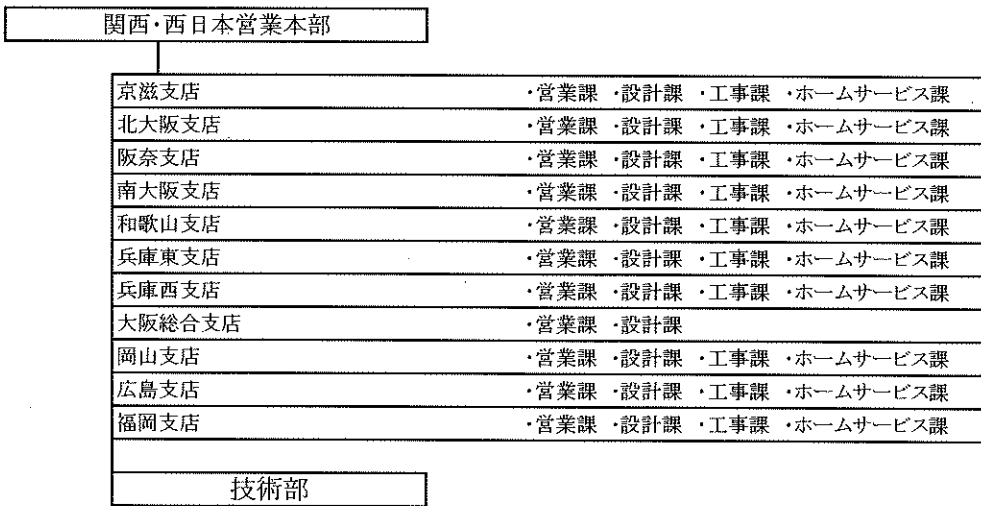 関西・西日本営業本部
京滋支店 ・営業課 ・設計課 ・工事課 ・ホームサービス課
北大阪支店 ・営業課 ・設計課 ・工事課 ・ホームサービス課
阪奈支店 ・営業課 ・設計課 ・工事課 ・ホームサービス課
南大阪支店 ・営業課 ・設計課 ・工事課 ・ホームサービス課
和歌山支店 ・営業課 ・設計課 ・工事課 ・ホームサービス課
兵庫東支店 ・営業課 ・設計課 ・工事課 ・ホームサービス課
兵庫西支店 ・営業課 ・設計課 ・工事課 ・ホームサービス課
大阪総合支店 ・営業課 ・設計課
岡山支店 ・営業課 ・設計課 ・工事課 ・ホームサービス課
広島支店 ・営業課 ・設計課 ・工事課 ・ホームサービス課
福岡支店 ・営業課 ・設計課 ・工事課 ・ホームサービス課
技術部